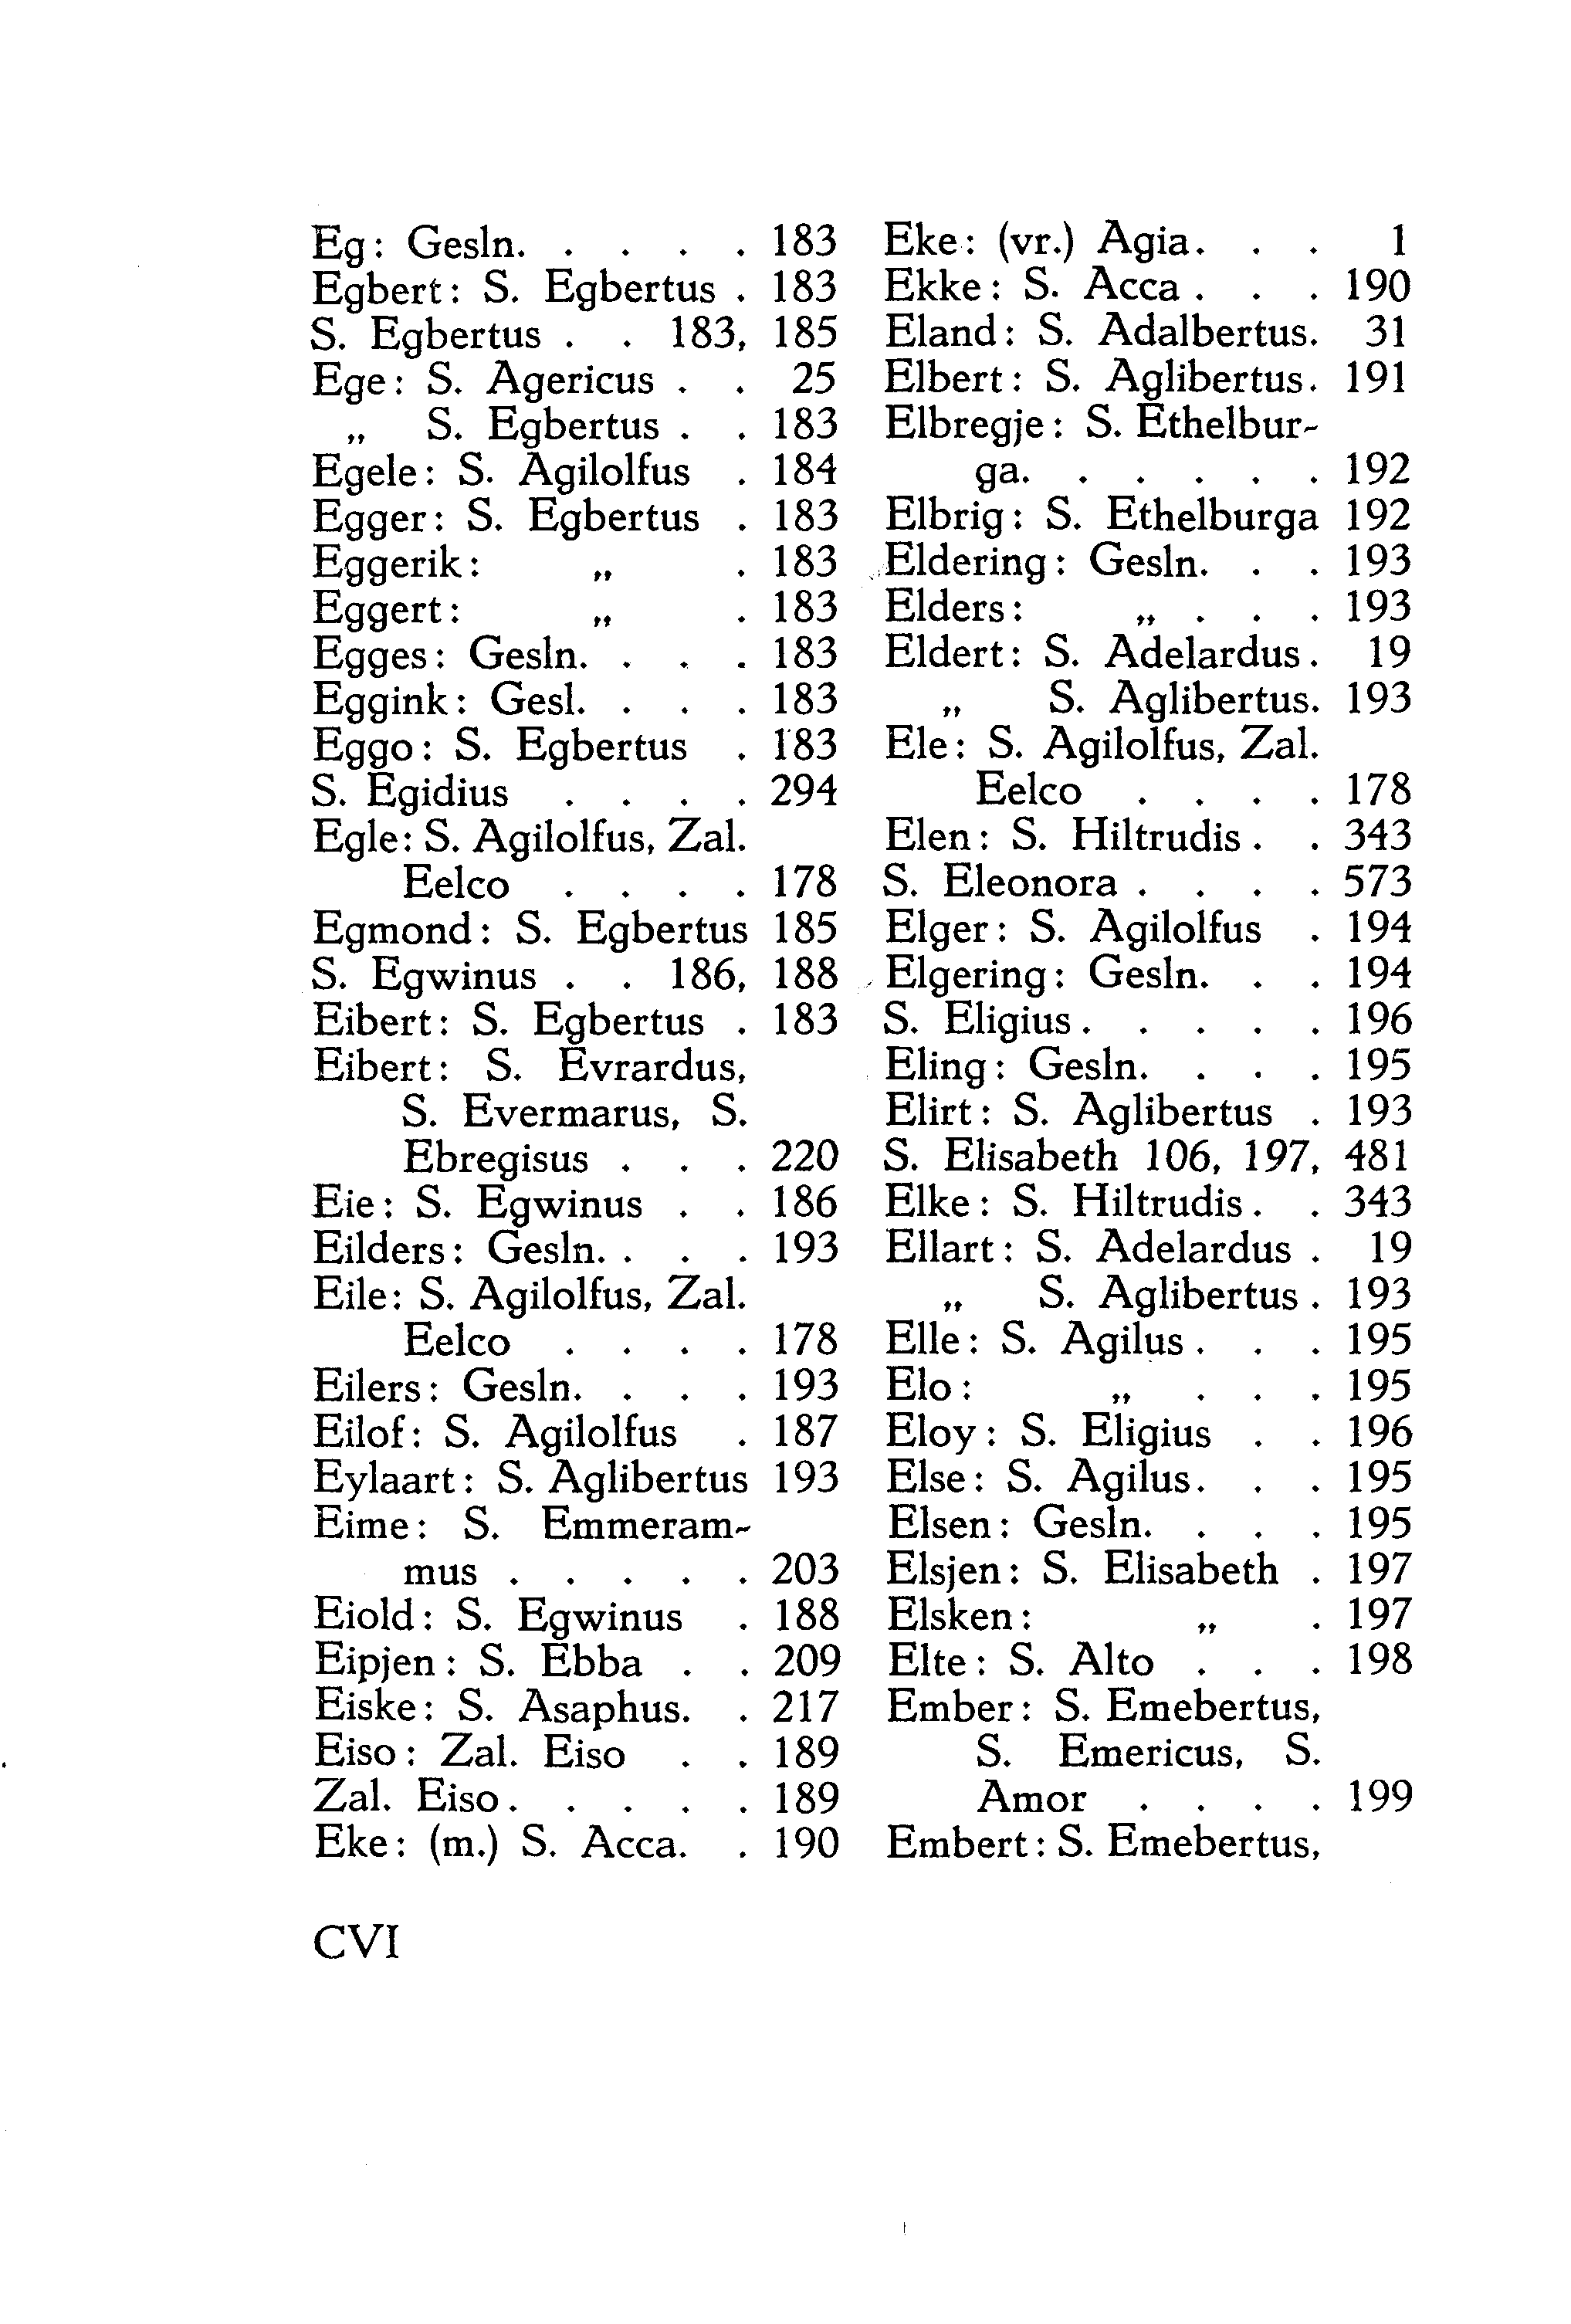 Eg: Gesln. . . . . 183
Egbert: S. Egbertus . 183
S. Egbertus . . 183, 185
Ege: S. Agericus . . 25
„ S. Egbertus . . 183
Egele: S. Agilolfus . 184
Egger: S. Egbertus . 183
Eggerik: „ . 183
Eggert: „ . 183
Egges: Gesln. . . . 183
Eggink: Gesl. . . . 183
Eggo: S. Egbertus . 183
S. Egidius . . . . 294
Egle: S. Agilolfus, Zal.
Eelco . . . . 178
Egmond: S. Egbertus 185
S. Egwinus . . 186, 188
Eibert: S. Egbertus . 183
Eibert: S. Evrardus,
S. Evermarus, S.
Ebregisus . . . 220
Eie: S. Egwinus . . 186
Eilders: Gesln. . . . 193
Eile: S. Agilolfus, Zal.
Eelco . . . . 178
Eilers: Gesln. . . . 193
Eilof: S. Agilolfus . 187
Eylaart: S. Aglibertus 193
Eime: S. Emmeram-
mus . . . . . 203
Eiold: S. Egwinus . 188
Eipjen: S. Ebba . . 209
Eiske: S. Asaphus. . 217
Eiso: Zal. Eiso . . 189
Zal. Eiso . . . . . 189
Eke: (m.) S. Acca. . 190
Eke: (vr.) Agia. . . 1
Ekke: S. Acca . . . 190
Eland: S. Adalbertus. 31
Elbert: S. Aglibertus. 191
Elbregje: S. Ethelbur-
ga. . . . . . 192
Elbrig: S. Ethelburga 192
Eldering: Gesln. . . 193
Elders: „ . . . 193
Eldert: S. Adelardus. 19
„ S. Aglibertus. 193
Ele: S. Agilolfus, Zal.
Eelco . . . . 178
Elen: S. Hiltrudis . . 343
S. Eleonora . . . . 573
Elger: S. Agilolfus . 194
Elgering: Gesln. . . 194
S. Eligius . . . . . 196
Eling: Gesln. . . . 195
Elirt: S. Aglibertus . 193
S. Elisabeth 106, 197, 481
Elke: S. Hiltrudis. . 343
Ellart: S. Adelardus . 19
„ S. Aglibertus . 193
Elle: S. Agilus . . . 195
Elo: „ . . . 195
Eloy: S. Eligius . . 196
Else: S. Agilus. . . 195
Elsen: Gesln. . . . 195
Elsjen: S. Elisabeth . 197
Elsken: „ . 197
Elte: S. Alto . . . 198
Ember: S. Emebertus,
S. Emericus, S.
Amor . . . . 199
Embert: S. Emebertus,
CVI